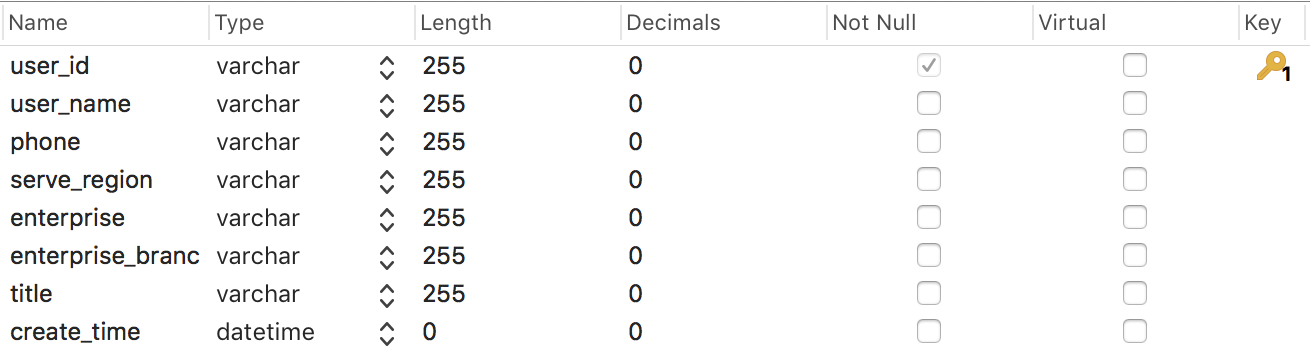 Name Type Length Decimals Not Null Virtual Key
user_id varchar 255 0 1
user_name varchar 255 0
phone varchar 255 0
serve_region varchar 255 0
enterprise varchar 255 0
enterprise_branc varchar 255 0
title varchar 255 0
create_time datetime 0 0